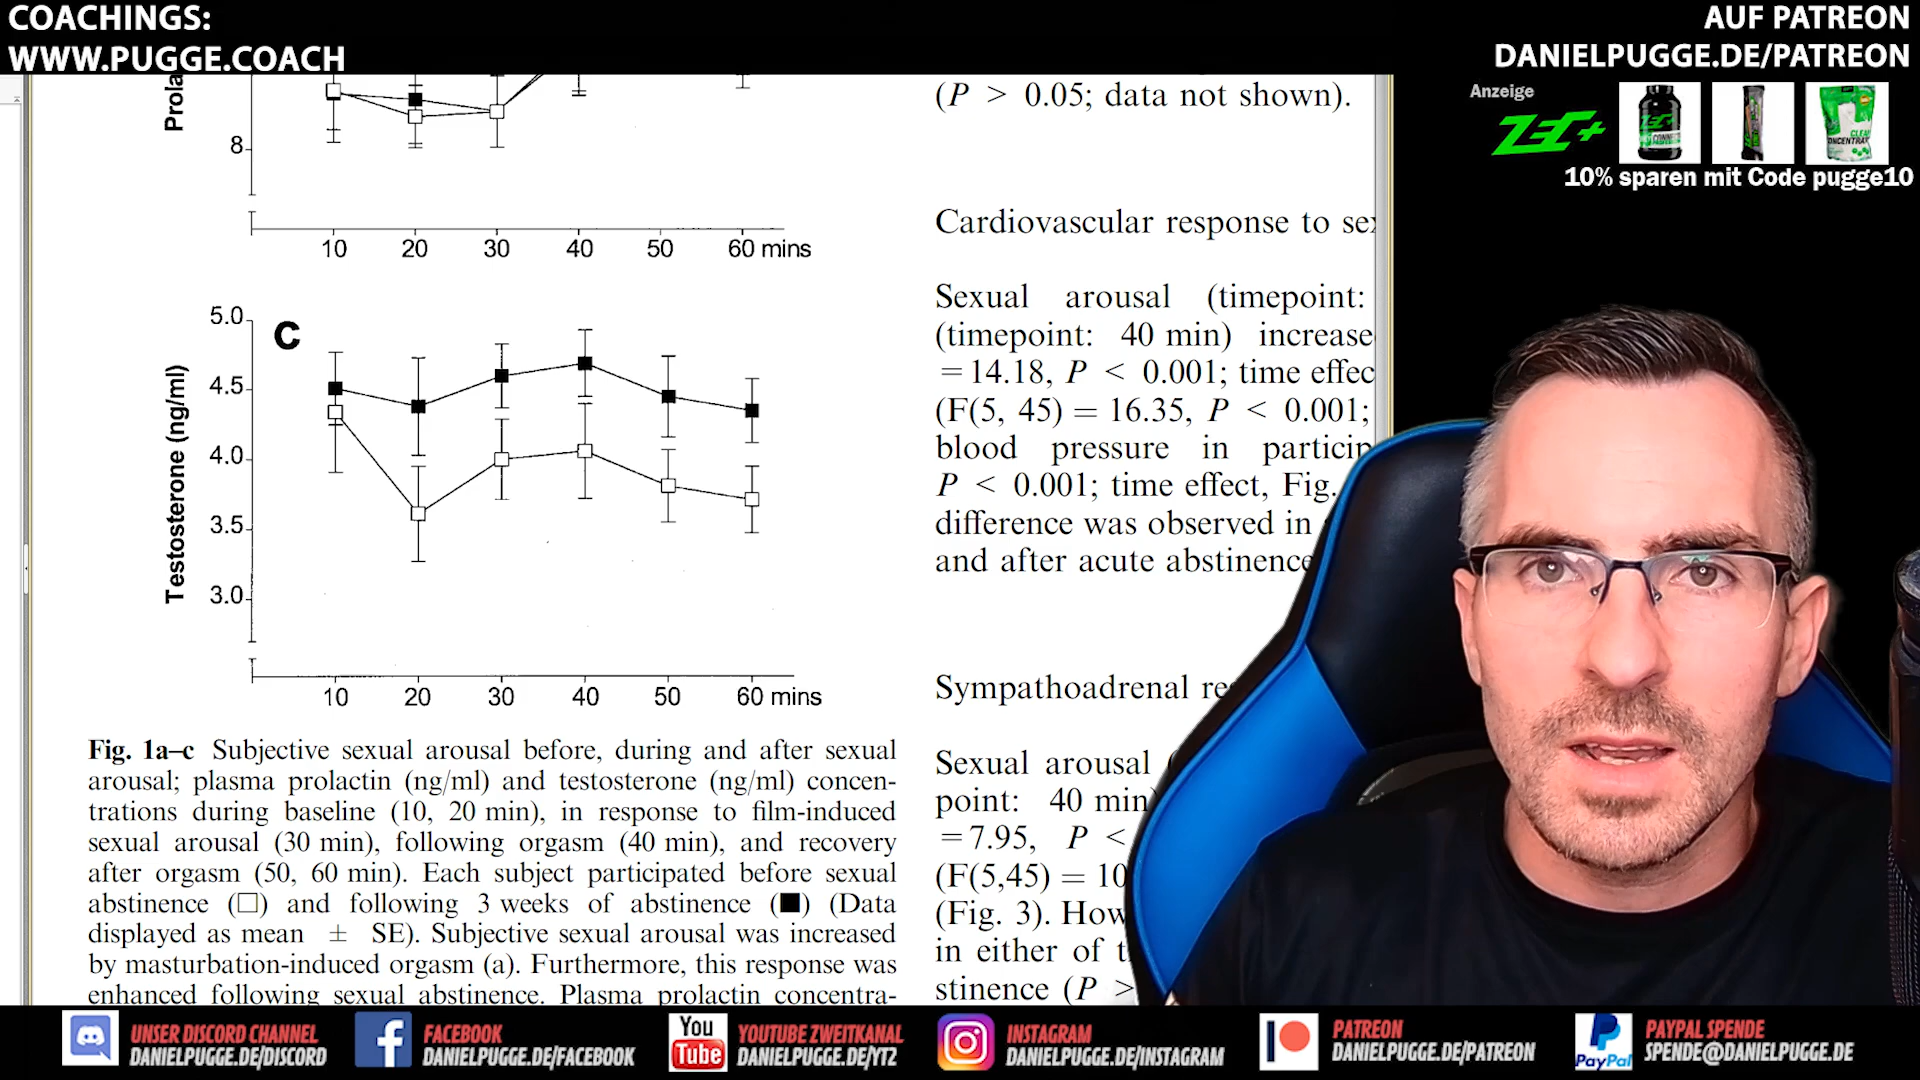 COACHINGS:
WWW.PUGGE.COACH
AUF PATREON
DANIELPUGGE.DE/PATREON
Anzeige
ZEC+
10% sparen mit Code pugge10
Prola
8
10 20 30 40 50 60 mins
C
Testosterone (ng/ml)
5.0
4.5
4.0
3.5
3.0
10 20 30 40 50 60 mins
Fig. 1a–c Subjective sexual arousal before, during and after sexual
arousal; plasma prolactin (ng/ml) and testosterone (ng/ml) concen-
trations during baseline (10, 20 min), in response to film-induced
sexual arousal (30 min), following orgasm (40 min), and recovery
after orgasm (50, 60 min). Each subject participated before sexual
abstinence (□) and following 3 weeks of abstinence (■) (Data
displayed as mean ± SE). Subjective sexual arousal was increased
by masturbation-induced orgasm (a). Furthermore, this response was
enhanced following sexual abstinence. Plasma prolactin concentra-
(P > 0.05; data not shown).
Cardiovascular response to se
Sexual arousal (timepoint:
(timepoint: 40 min) increase
=14.18, P < 0.001; time effec
(F(5, 45) = 16.35, P < 0.001;
blood pressure in particip
P < 0.001; time effect, Fig.
difference was observed in
and after acute abstinence
Sympathoadrenal re
Sexual arousal (
point: 40 min)
=7.95, P <
(F(5,45) = 10
(Fig. 3). How
in either of t
stinence (P >
UNSER DISCORD CHANNEL
DANIELPUGGE.DE/DISCORD
FACEBOOK
DANIELPUGGE.DE/FACEBOOK
You
Tube
YOUTUBE ZWEITKANAL
DANIELPUGGE.DE/YT2
INSTAGRAM
DANIELPUGGE.DE/INSTAGRAM
PATREON
DANIELPUGGE.DE/PATREON
PayPal
PAYPAL SPENDE
SPENDE@DANIELPUGGE.DE